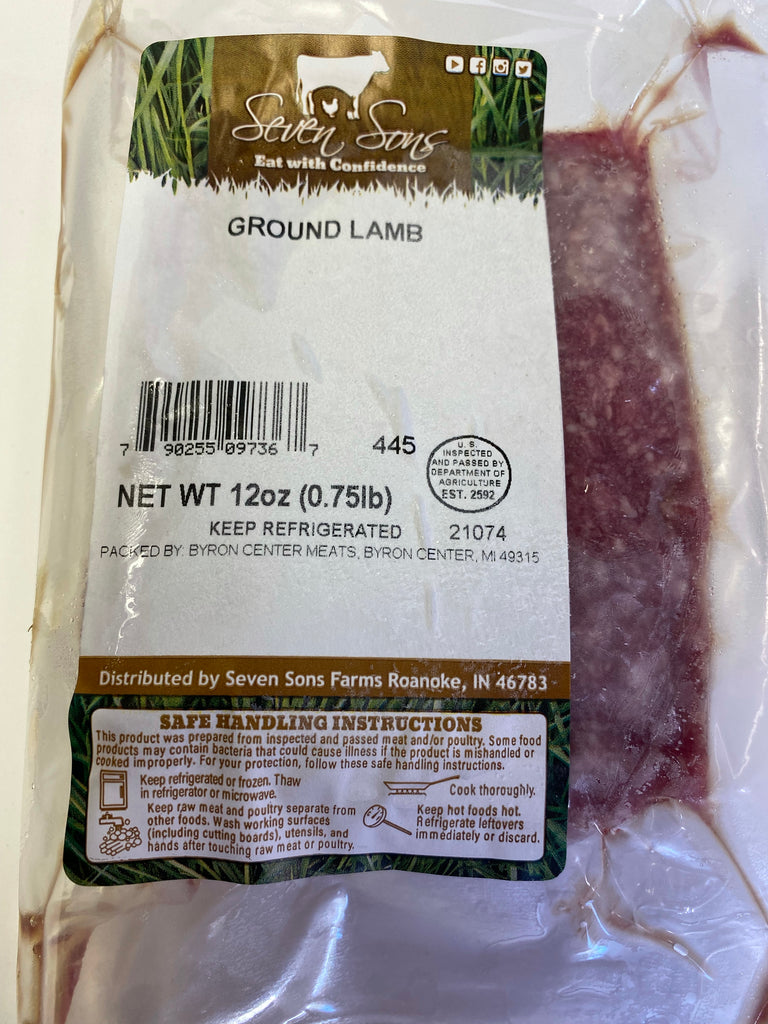 Seven Sons
Eat with Confidence
GROUND LAMB
7 90255 09736 7
445
U.S.
INSPECTED
AND PASSED BY
DEPARTMENT OF
AGRICULTURE
EST. 2592
NET WT 12oz (0.75lb)
KEEP REFRIGERATED 21074
PACKED BY: BYRON CENTER MEATS, BYRON CENTER, MI 49315
Distributed by Seven Sons Farms Roanoke, IN 46783
SAFE HANDLING INSTRUCTIONS
This product was prepared from inspected and passed meat and/or poultry. Some food
products may contain bacteria that could cause illness if the product is mishandled or
cooked improperly. For your protection, follow these safe handling instructions.
Keep refrigerated or frozen. Thaw
in refrigerator or microwave.
Keep raw meat and poultry separate from
other foods. Wash working surfaces
(including cutting boards), utensils, and
hands after touching raw meat or poultry.
Cook thoroughly.
Keep hot foods hot.
Refrigerate leftovers
immediately or discard.